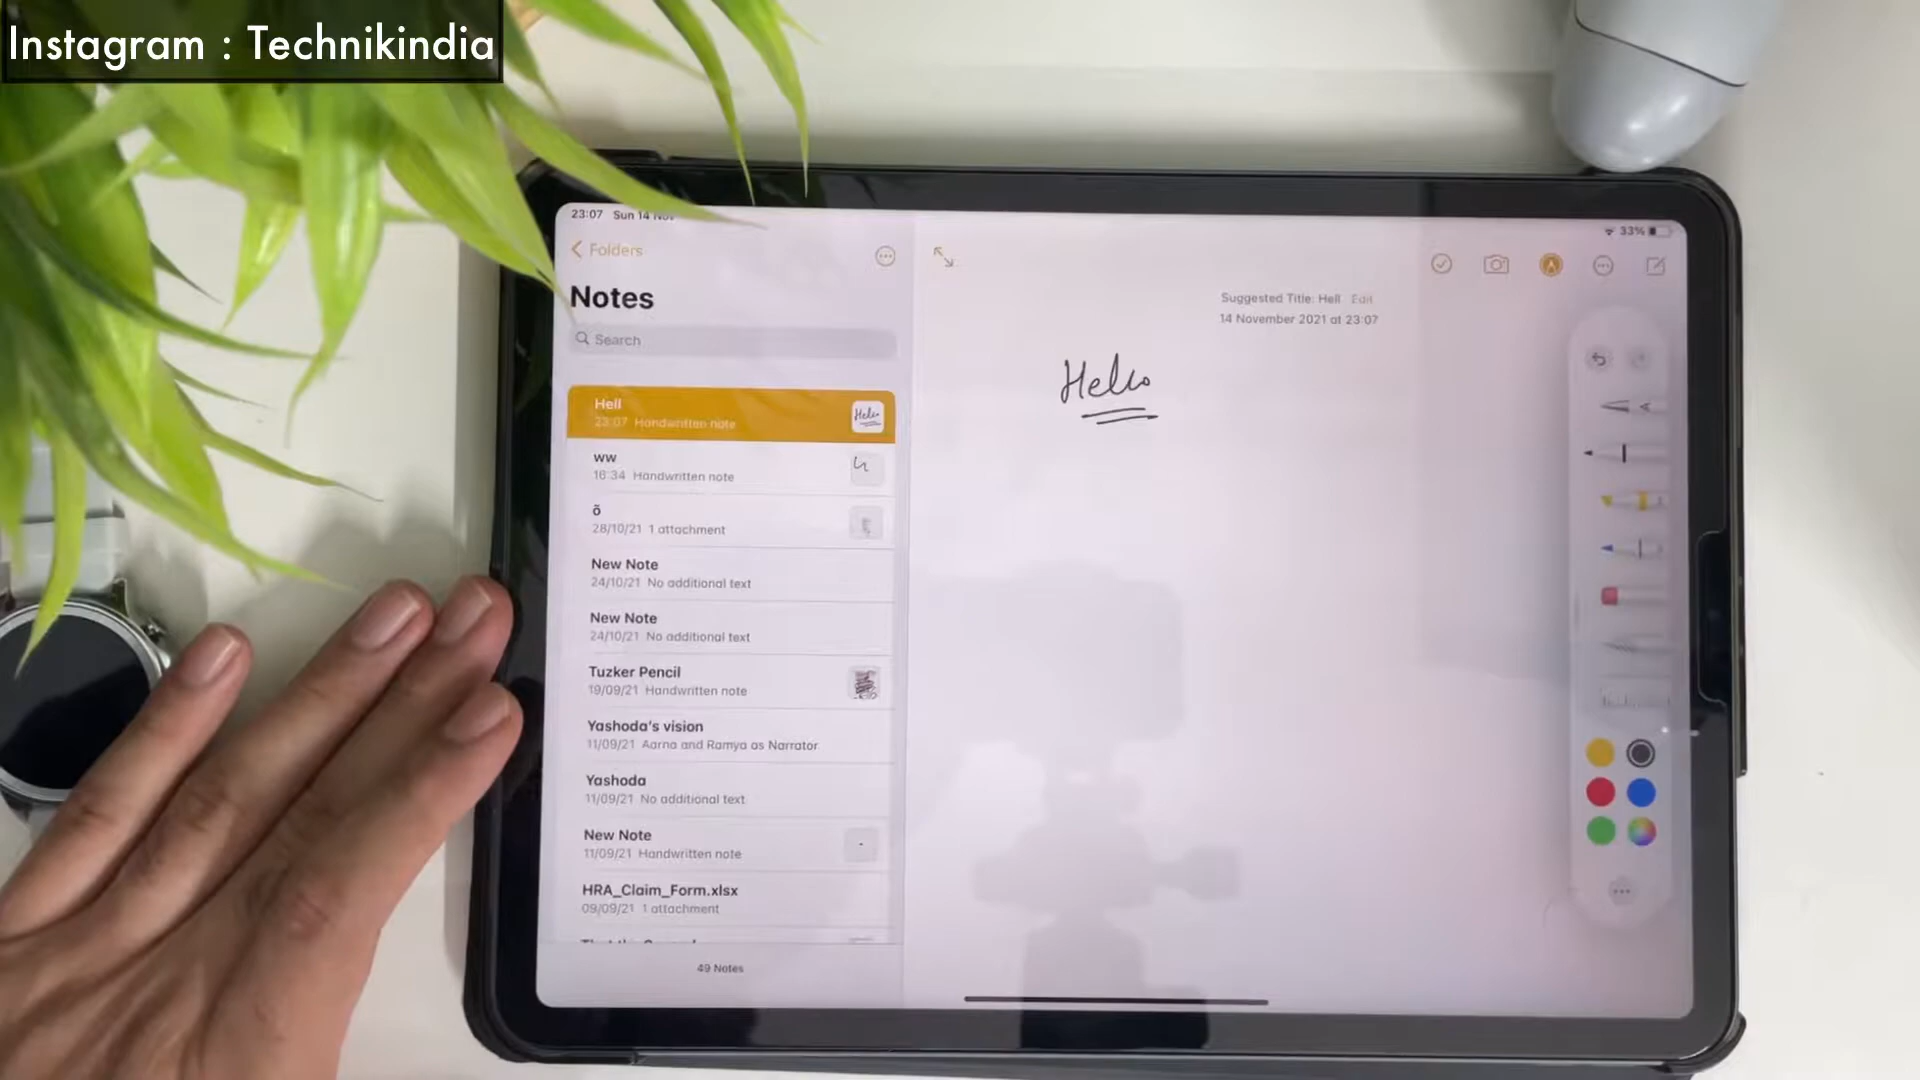 Instagram : Technikindia
23:07 Sun 14 Nov
33%
Folders
Notes
Search
Hell
23:07 Handwritten note
ww
16:34 Handwritten note
õ
28/10/21 1 attachment
New Note
24/10/21 No additional text
New Note
24/10/21 No additional text
Tuzker Pencil
19/09/21 Handwritten note
Yashoda's vision
11/09/21 Aarna and Ramya as Narrator
Yashoda
11/09/21 No additional text
New Note
11/09/21 Handwritten note
HRA_Claim_Form.xlsx
09/09/21 1 attachment
49 Notes
Suggested Title: Hell Edit
14 November 2021 at 23:07
Hello